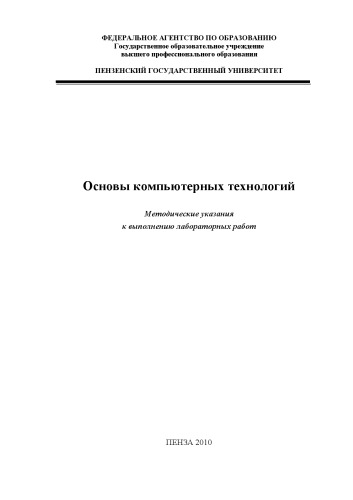 ФЕДЕРАЛЬНОЕ АГЕНТСТВО ПО ОБРАЗОВАНИЮ
Государственное образовательное учреждение
высшего профессионального образования
ПЕНЗЕНСКИЙ ГОСУДАРСТВЕННЫЙ УНИВЕРСИТЕТ
Основы компьютерных технологий
Методические указания
к выполнению лабораторных работ
ПЕНЗА 2010